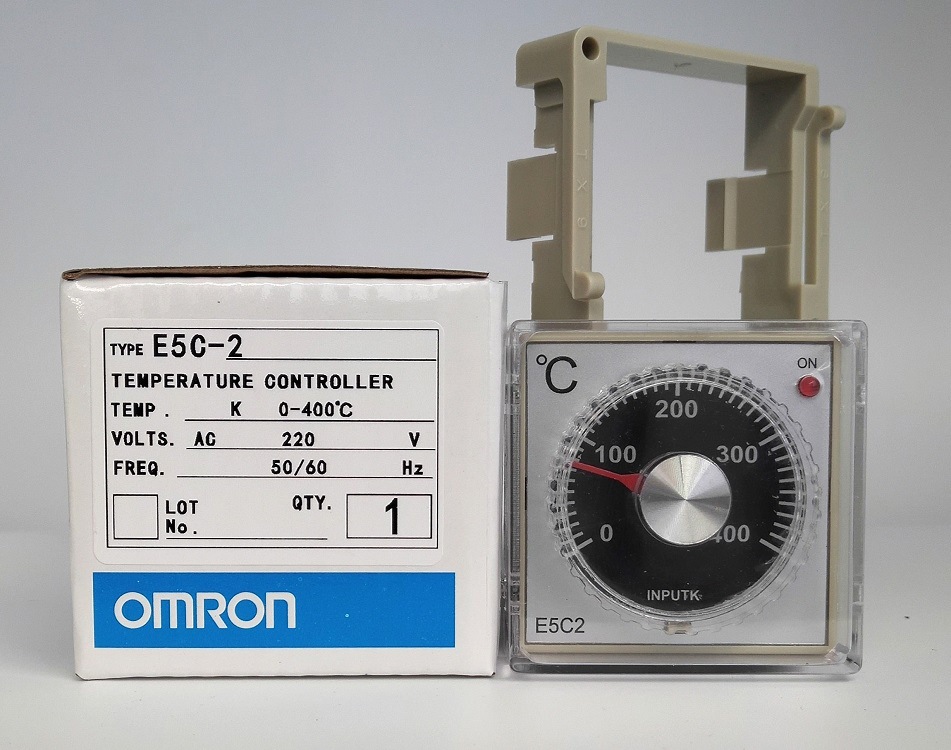 TYPE E5C-2
TEMPERATURE CONTROLLER
TEMP. K 0-400℃
VOLTS. AC 220 V
FREQ. 50/60 Hz
LOT No.
QTY. 1
OMRON
℃
ON
200
100 300
0 400
INPUTK
E5C2